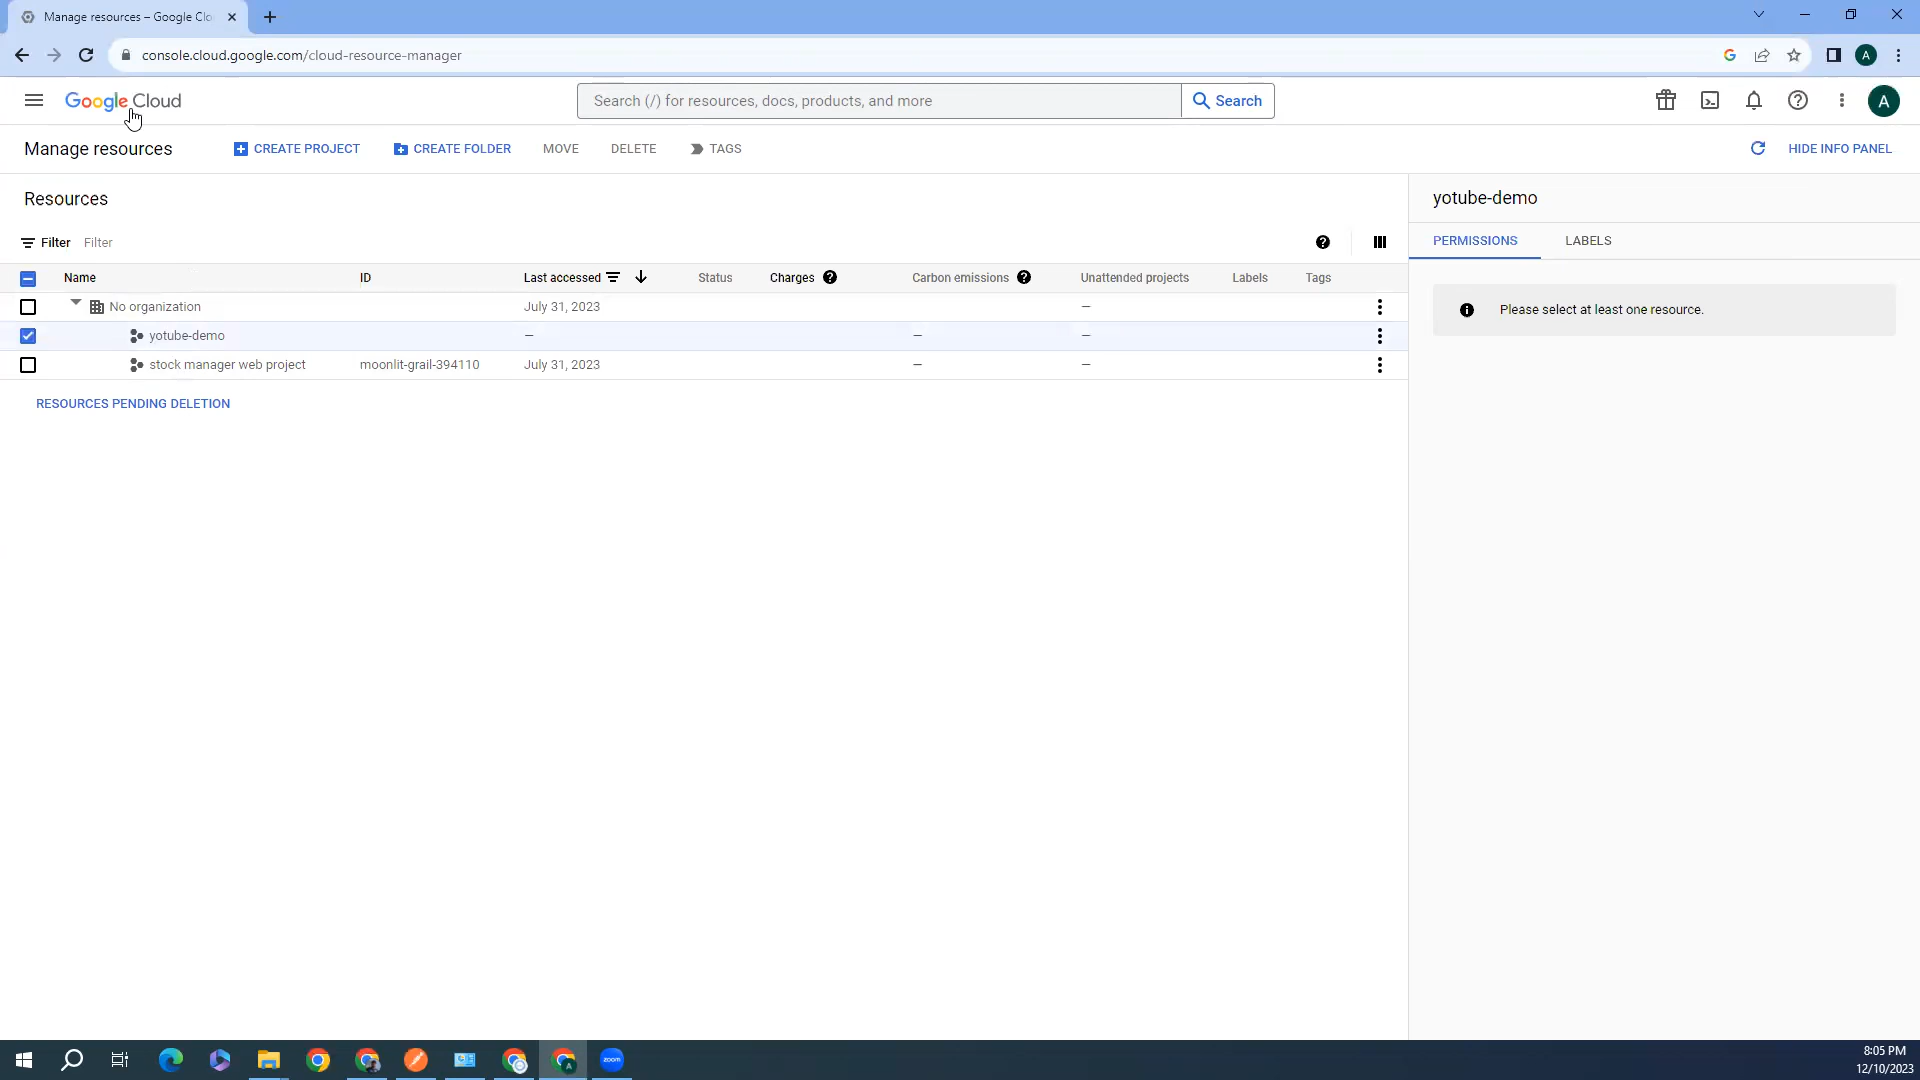 Manage resources – Google Clo
console.cloud.google.com/cloud-resource-manager
Google Cloud
Search (/) for resources, docs, products, and more
Search
A
A
Manage resources
CREATE PROJECT
CREATE FOLDER
MOVE
DELETE
TAGS
HIDE INFO PANEL
Resources
yotube-demo
Filter Filter
PERMISSIONS
LABELS
Name ID Last accessed Status Charges Carbon emissions Unattended projects Labels Tags
No organization July 31, 2023 —
Please select at least one resource.
yotube-demo — — —
stock manager web project moonlit-grail-394110 July 31, 2023 — —
RESOURCES PENDING DELETION
zoom
8:05 PM
12/10/2023